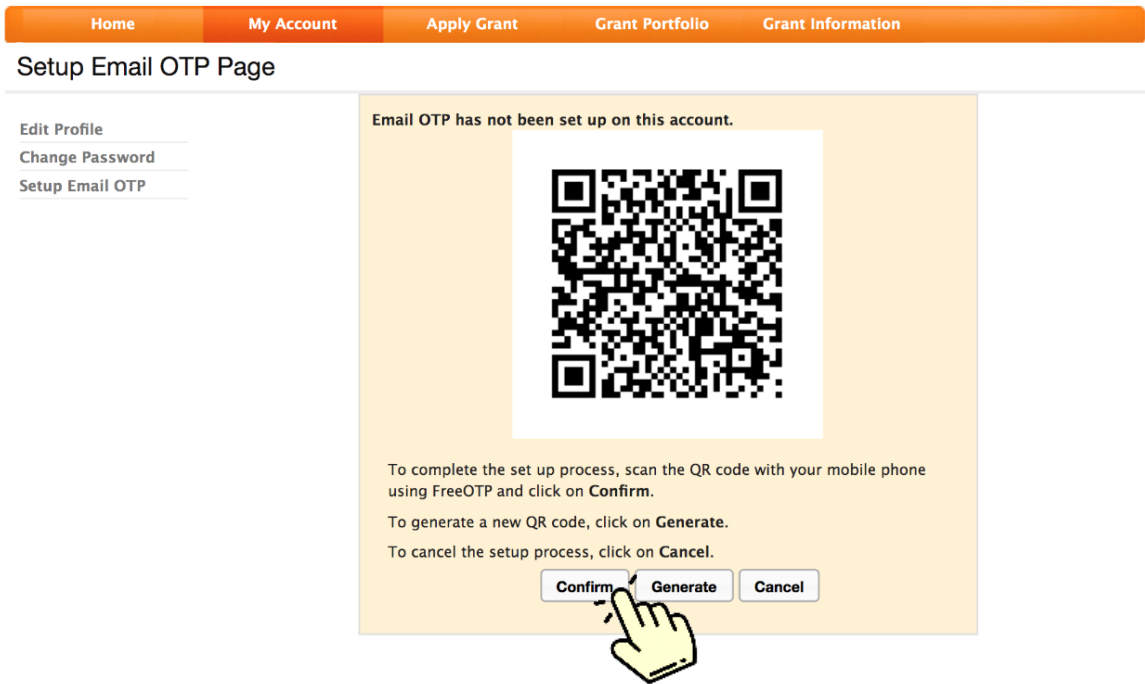 Home My Account Apply Grant Grant Portfolio Grant Information
Setup Email OTP Page
Edit Profile
Change Password
Setup Email OTP
Email OTP has not been set up on this account.
To complete the set up process, scan the QR code with your mobile phone
using FreeOTP and click on Confirm.
To generate a new QR code, click on Generate.
To cancel the setup process, click on Cancel.
Confirm Generate Cancel